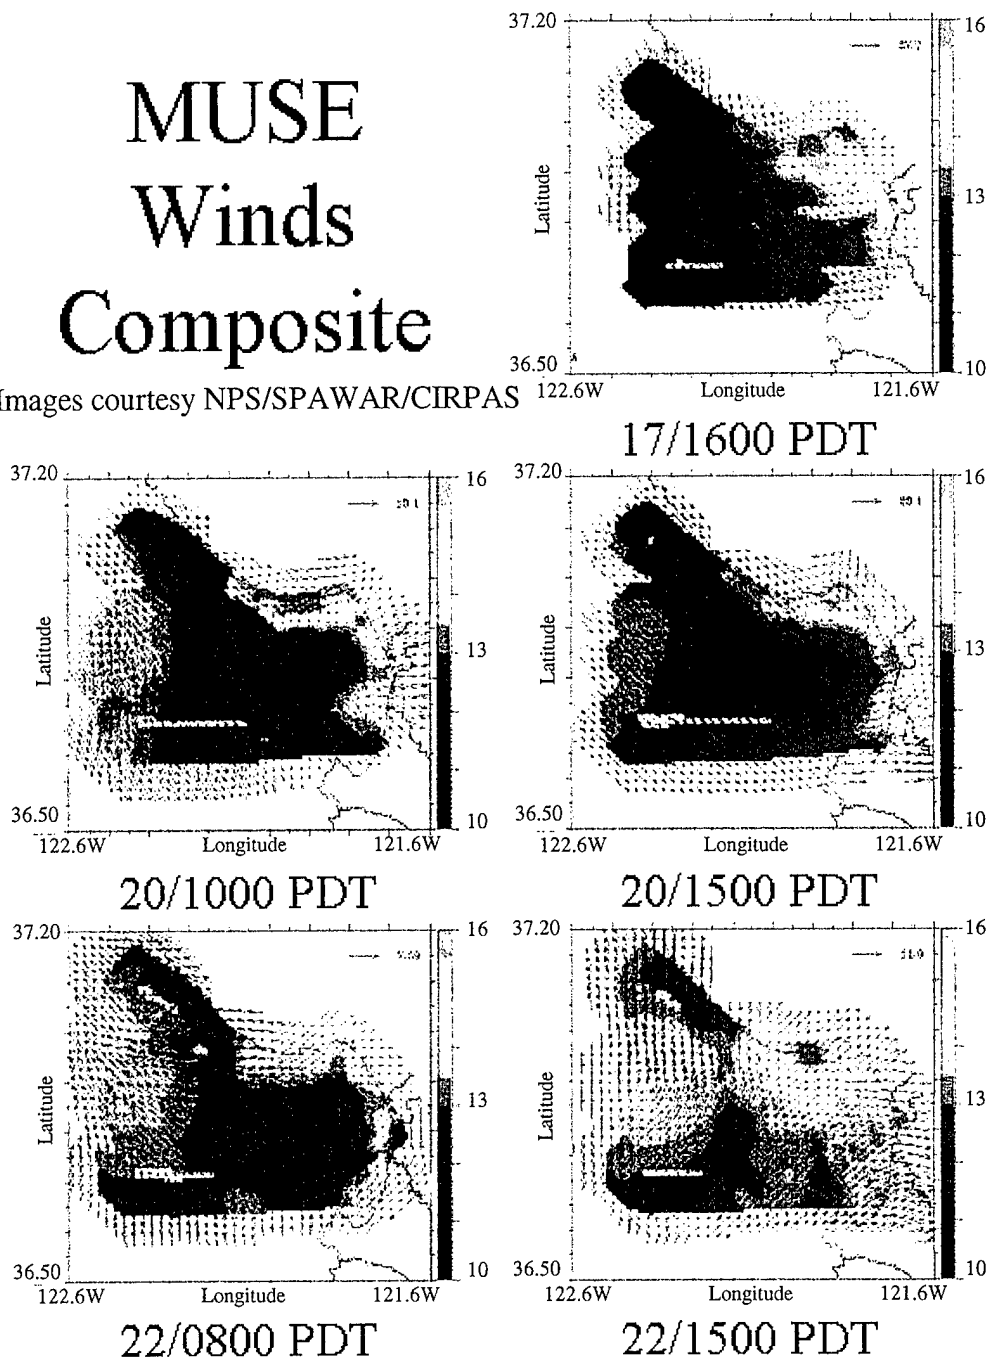 MUSE
Winds
Composite
Images courtesy NPS/SPAWAR/CIRPAS
37.20
16
Latitude
13
36.50
10
122.6W
Longitude
121.6W
17/1600 PDT
37.20
16
Latitude
13
36.50
10
122.6W
Longitude
121.6W
20/1000 PDT
37.20
16
Latitude
13
36.50
10
122.6W
Longitude
121.6W
20/1500 PDT
37.20
16
Latitude
13
36.50
10
122.6W
Longitude
121.6W
22/0800 PDT
37.20
16
Latitude
13
36.50
10
122.6W
Longitude
121.6W
22/1500 PDT